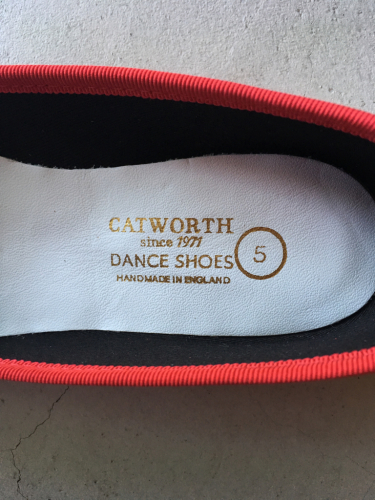 CATWORTH
since 1971
DANCE SHOES
HANDMADE IN ENGLAND
5